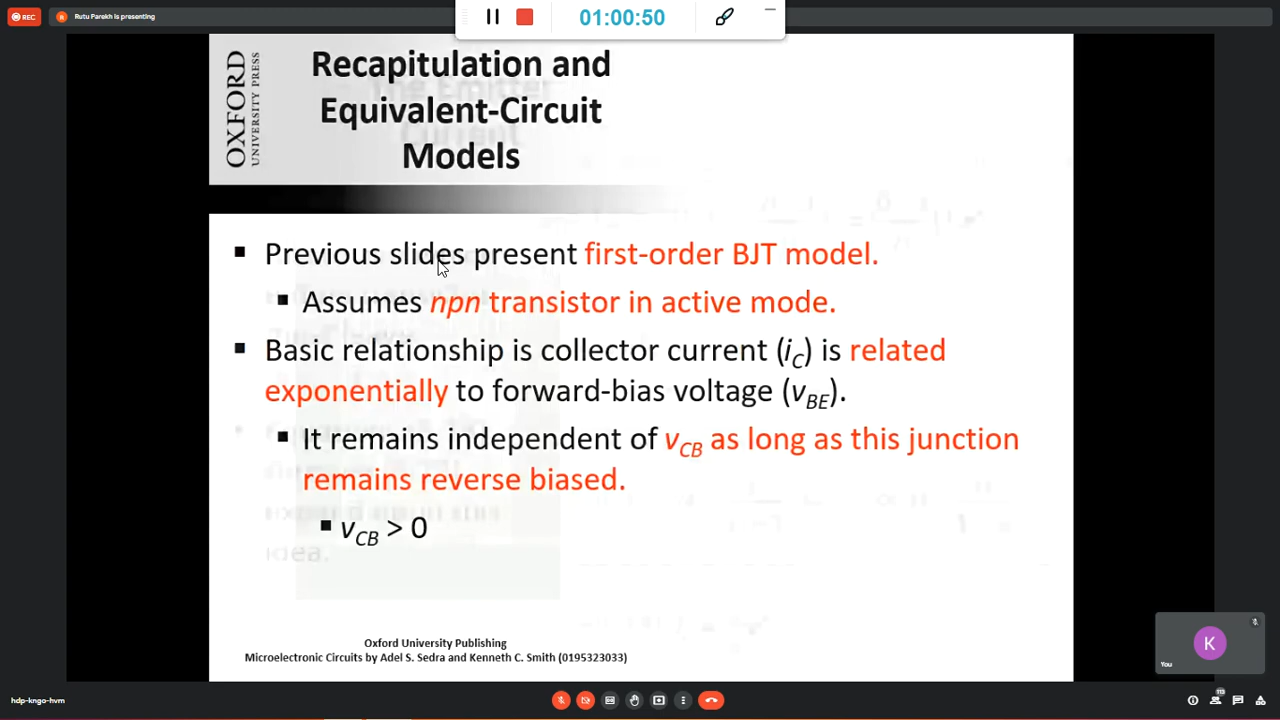 REC
R
Rutu Parekh is presenting
01:00:50
OXFORD
UNIVERSITY PRESS
Recapitulation and
Equivalent-Circuit
Models
Previous slides present first-order BJT model.
Assumes npn transistor in active mode.
Basic relationship is collector current (iC) is related
exponentially to forward-bias voltage (vBE).
It remains independent of vCB as long as this junction
remains reverse biased.
vCB > 0
Oxford University Publishing
Microelectronic Circuits by Adel S. Sedra and Kenneth C. Smith (0195323033)
K
You
hdp-kngo-hvm